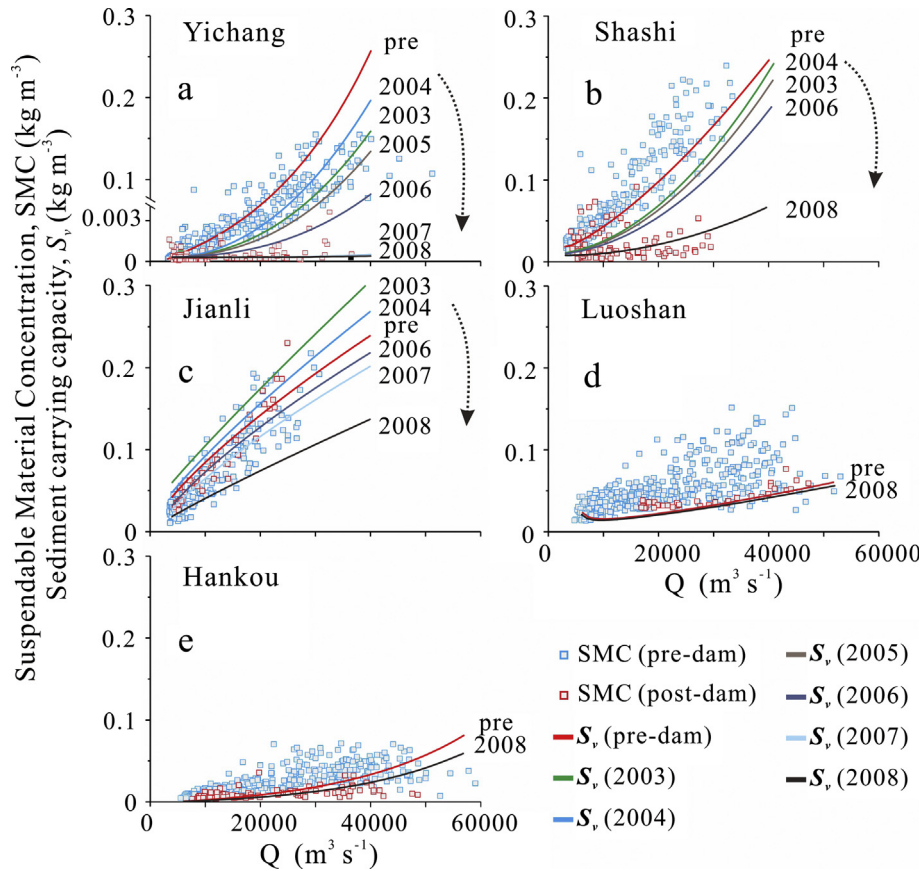 Suspendable Material Concentration, SMC (kg m⁻³)
Sediment carrying capacity, Sᵥ (kg m⁻³)
Yichang
a
0.3
0.2
0.1
0.003
0
pre
2004
2003
2005
2006
2007
2008
Shashi
b
0.3
0.2
0.1
0
pre
2004
2003
2006
2008
Jianli
c
0.3
0.2
0.1
0
2003
2004
pre
2006
2007
2008
Luoshan
d
0.3
0.2
0.1
0
pre
2008
0 20000 40000 60000
Q (m³ s⁻¹)
Hankou
e
0.3
0.2
0.1
0
pre
2008
0 20000 40000 60000
Q (m³ s⁻¹)
SMC (pre-dam)
SMC (post-dam)
Sᵥ (pre-dam)
Sᵥ (2003)
Sᵥ (2004)
Sᵥ (2005)
Sᵥ (2006)
Sᵥ (2007)
Sᵥ (2008)